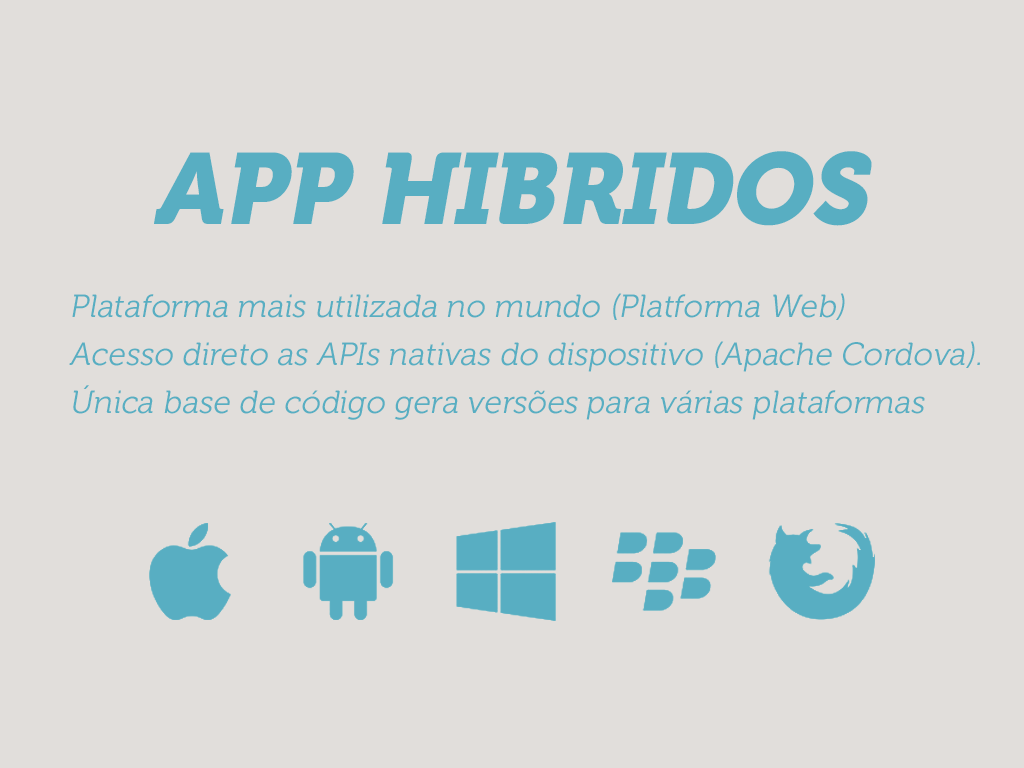 APP HIBRIDOS
Plataforma mais utilizada no mundo (Platforma Web)
Acesso direto as APIs nativas do dispositivo (Apache Cordova).
Única base de código gera versões para várias plataformas